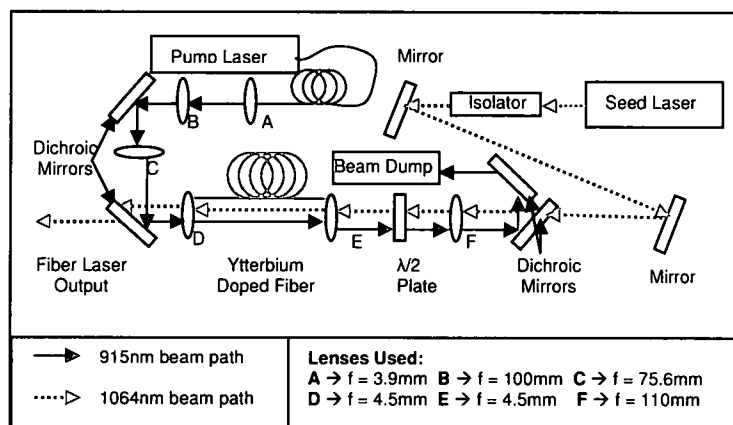 Pump Laser
Mirror
Isolator
Seed Laser
B
A
Dichroic
Mirrors
C
Beam Dump
D
E
F
Fiber Laser
Output
Ytterbium
Doped Fiber
λ/2
Plate
Dichroic
Mirrors
Mirror
915nm beam path
1064nm beam path
Lenses Used:
A → f = 3.9mm B → f = 100mm C → f = 75.6mm
D → f = 4.5mm E → f = 4.5mm F → f = 110mm